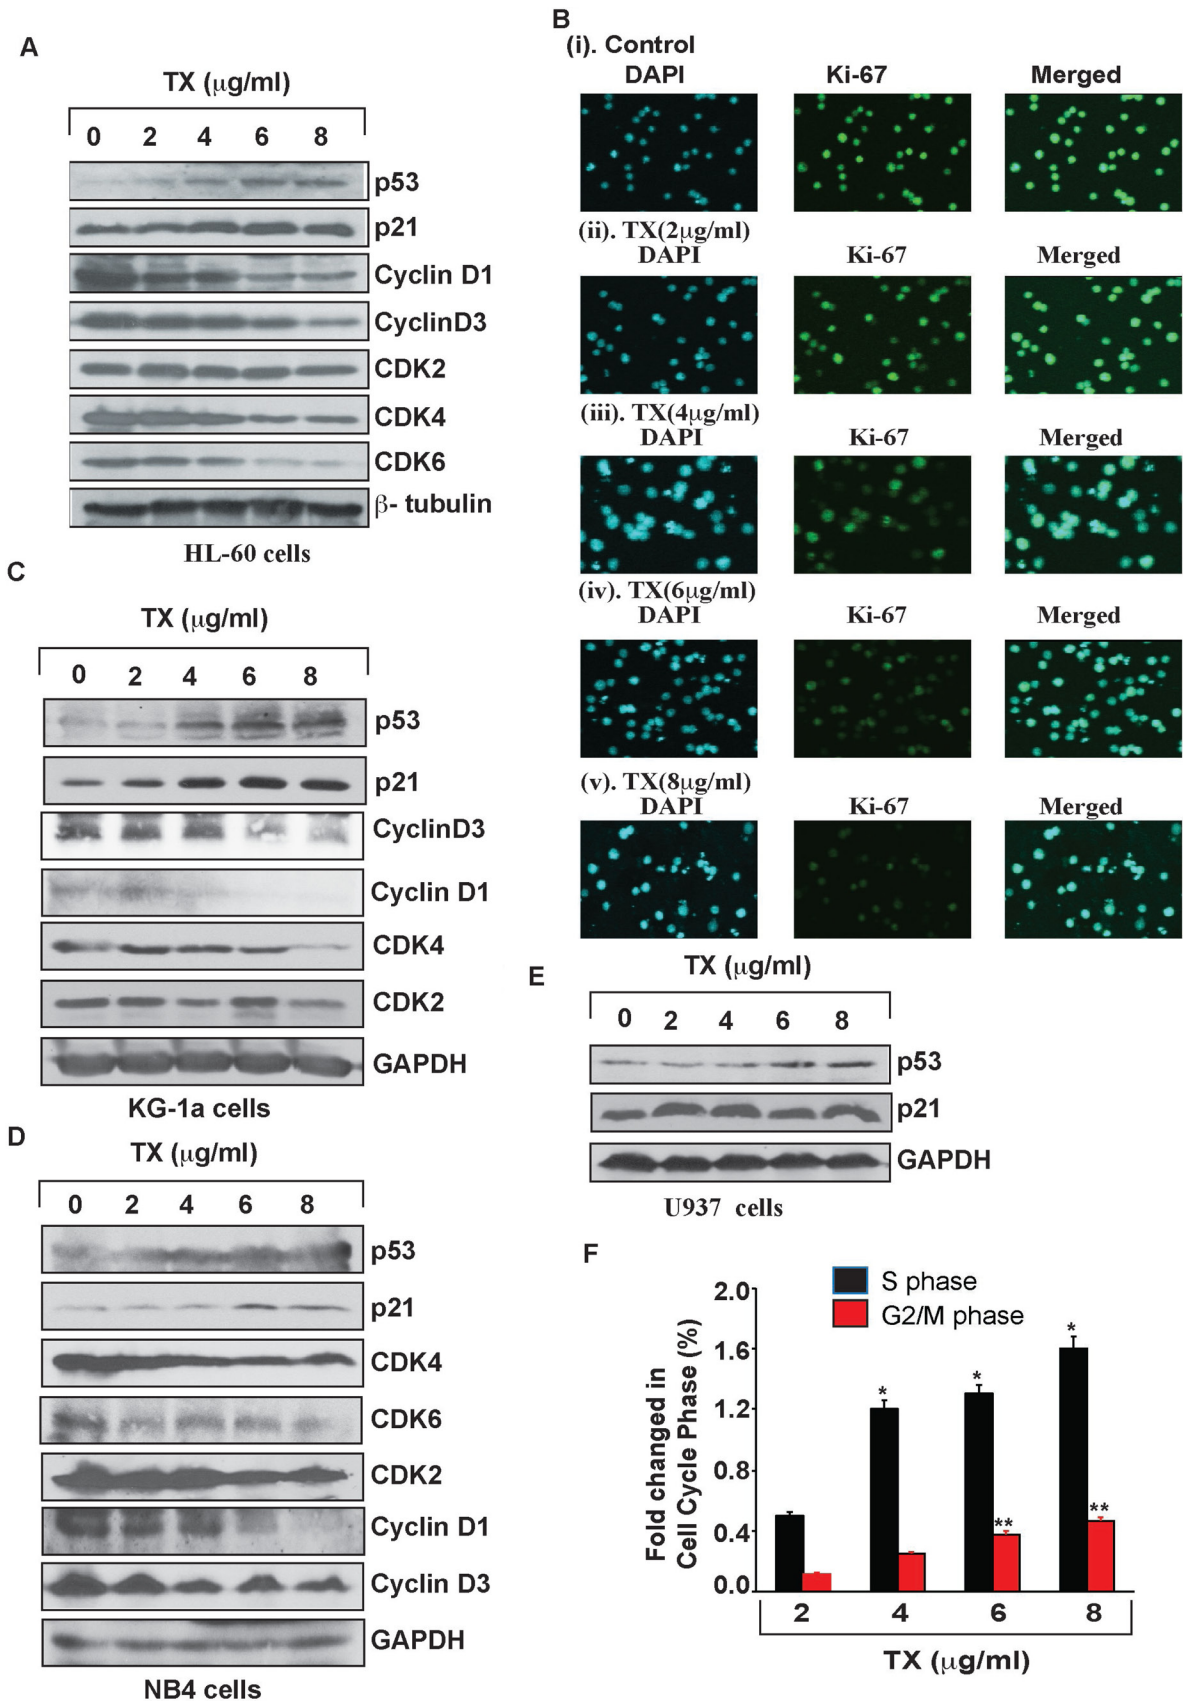 A
TX (μg/ml)
0 2 4 6 8
p53
p21
Cyclin D1
CyclinD3
CDK2
CDK4
CDK6
β- tubulin
HL-60 cells
B
(i). Control
DAPI Ki-67 Merged
(ii). TX(2μg/ml)
DAPI Ki-67 Merged
(iii). TX(4μg/ml)
DAPI Ki-67 Merged
(iv). TX(6μg/ml)
DAPI Ki-67 Merged
(v). TX(8μg/ml)
DAPI Ki-67 Merged
C
TX (μg/ml)
0 2 4 6 8
p53
p21
CyclinD3
Cyclin D1
CDK4
CDK2
GAPDH
KG-1a cells
D
TX (μg/ml)
0 2 4 6 8
p53
p21
CDK4
CDK6
CDK2
Cyclin D1
Cyclin D3
GAPDH
NB4 cells
E
TX (μg/ml)
0 2 4 6 8
p53
p21
GAPDH
U937 cells
F
S phase
G2/M phase
Fold changed in
Cell Cycle Phase (%)
2.0
1.6
1.2
0.8
0.4
0.0
*
*
**
*
**
2 4 6 8
TX (μg/ml)